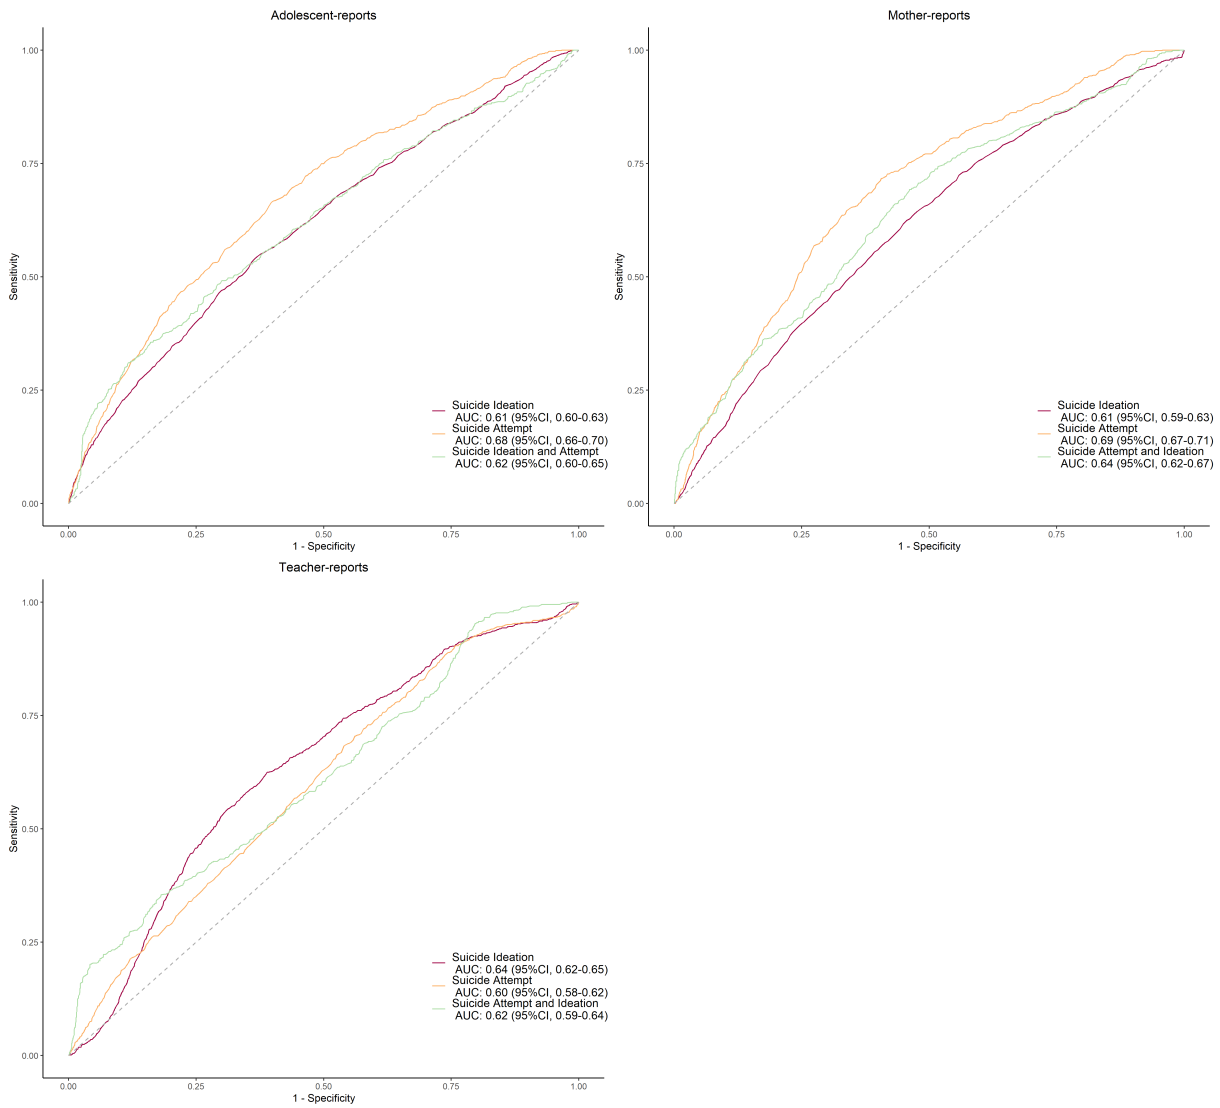 Adolescent-reports
1.00
0.75
0.50
0.25
0.00
Sensitivity
Suicide Ideation
AUC: 0.61 (95%CI, 0.60-0.63)
Suicide Attempt
AUC: 0.68 (95%CI, 0.66-0.70)
Suicide Ideation and Attempt
AUC: 0.62 (95%CI, 0.60-0.65)
0.00 0.25 0.50 0.75 1.00
1 - Specificity
Mother-reports
1.00
0.75
0.50
0.25
0.00
Sensitivity
Suicide Ideation
AUC: 0.61 (95%CI, 0.59-0.63)
Suicide Attempt
AUC: 0.69 (95%CI, 0.67-0.71)
Suicide Attempt and Ideation
AUC: 0.64 (95%CI, 0.62-0.67)
0.00 0.25 0.50 0.75 1.00
1 - Specificity
Teacher-reports
1.00
0.75
0.50
0.25
0.00
Sensitivity
Suicide Ideation
AUC: 0.64 (95%CI, 0.62-0.65)
Suicide Attempt
AUC: 0.60 (95%CI, 0.58-0.62)
Suicide Attempt and Ideation
AUC: 0.62 (95%CI, 0.59-0.64)
0.00 0.25 0.50 0.75 1.00
1 - Specificity